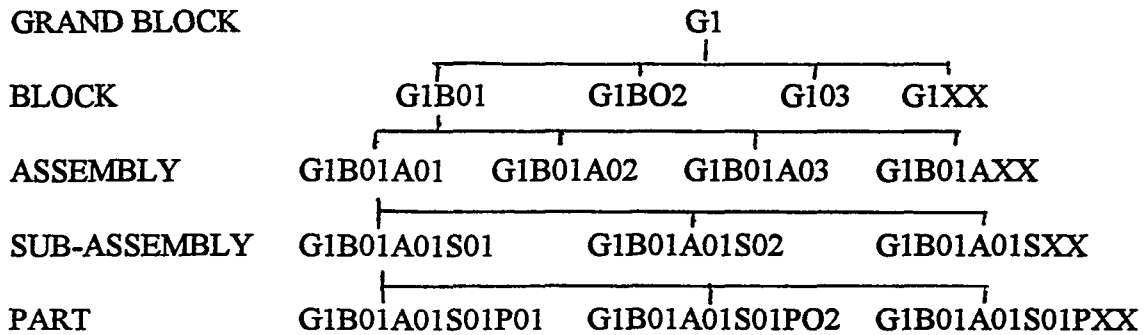 GRAND BLOCK G1
BLOCK G1B01 G1BO2 G103 G1XX
ASSEMBLY G1B01A01 G1B01A02 G1B01A03 G1B01AXX
SUB-ASSEMBLY G1B01A01S01 G1B01A01S02 G1B01A01SXX
PART G1B01A01S01P01 G1B01A01S01PO2 G1B01A01S01PXX